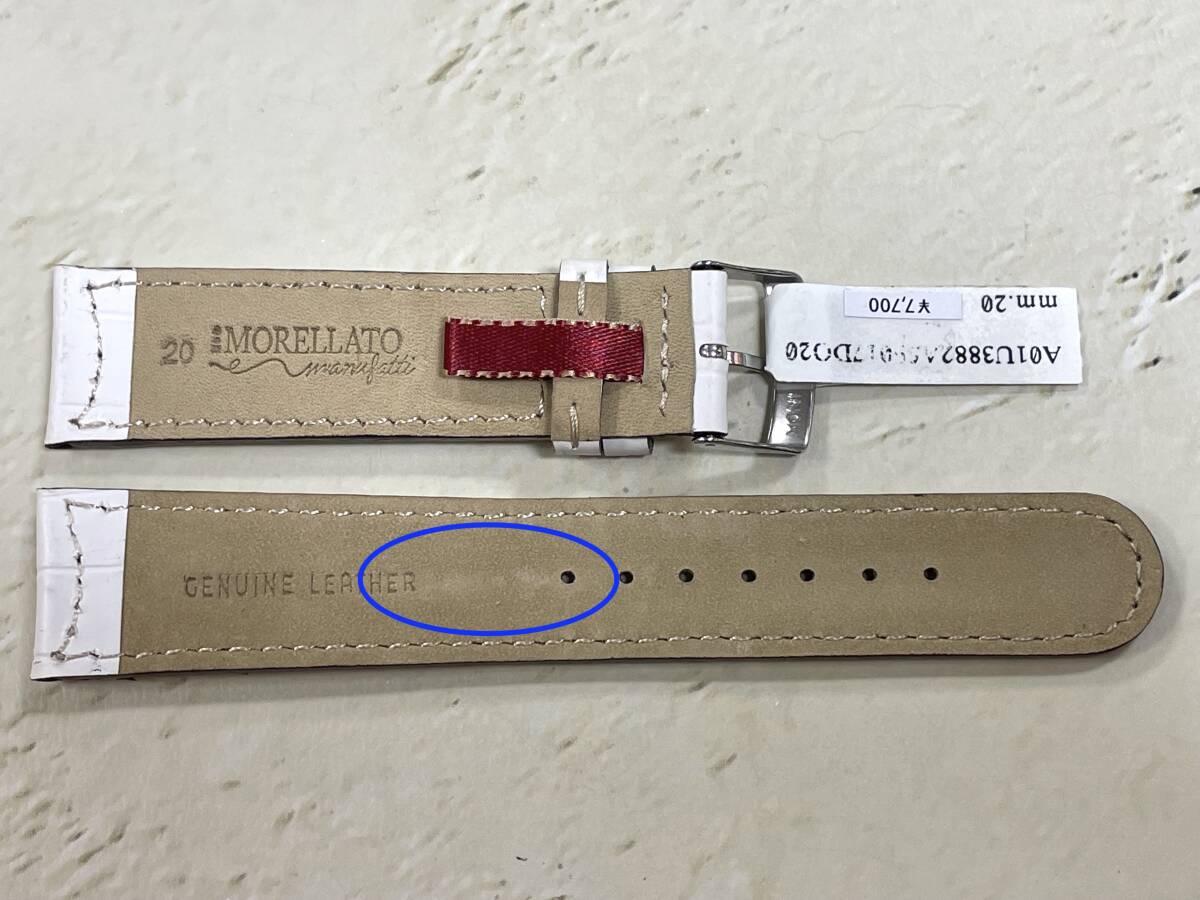 20
MORELLATO
manufatti
mm.20
¥7,700
GENUINE LEATHER